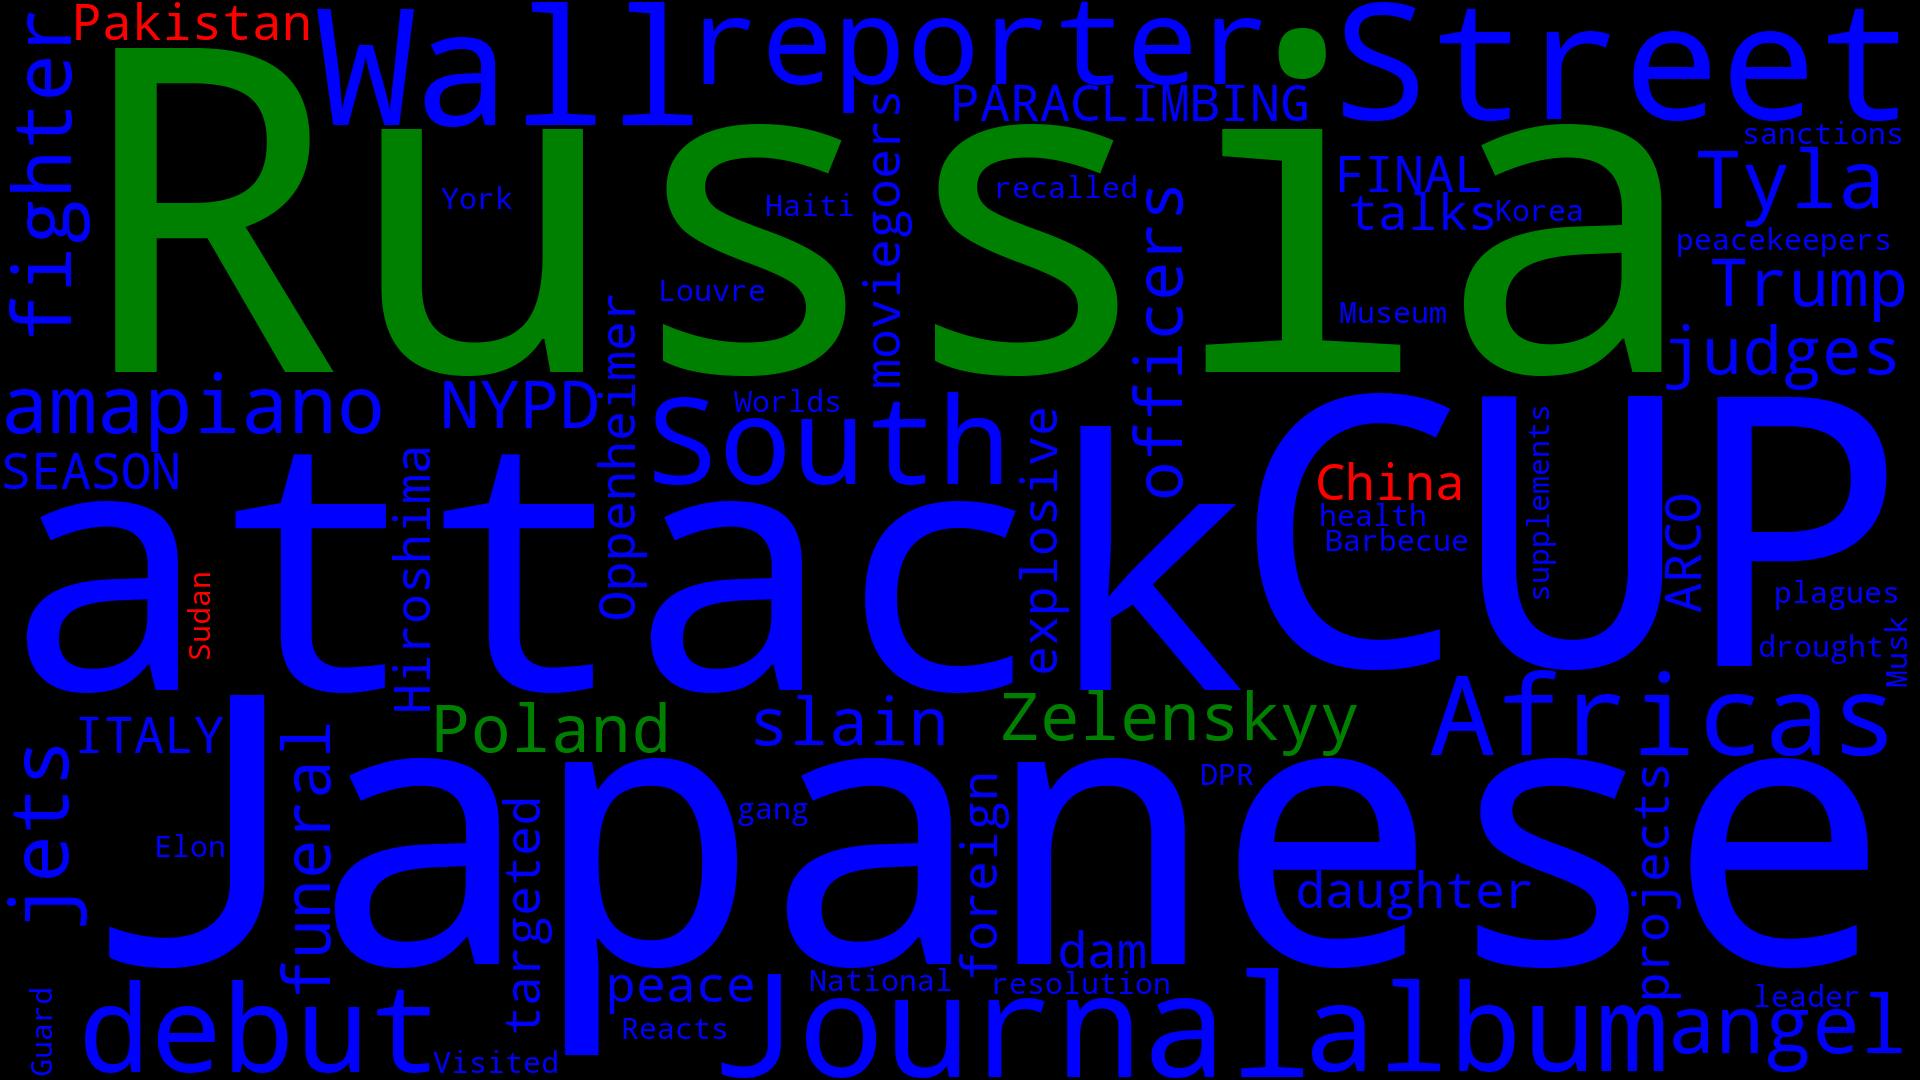 Pakistan
Wall
reporter
Street
fighter
Russia
PARACLIMBING
sanctions
Tyla
FINAL
talks
Korea
York
Haiti
recalled
moviegoers
officers
peacekeepers
Trump
Louvre
Museum
judges
amapiano
NYPD
Oppenheimer
Worlds
South
SEASON
attack
CUP
explosive
Hiroshima
China
health
Barbecue
supplements
ARCO
Sudan
plagues
drought
Musk
ITALY
Poland
slain
Zelenskyy
Africas
jets
funeral
Japanese
DPR
gang
foreign
targeted
Elon
daughter
projects
dam
peace
National
resolution
Guard
debut
Reacts
Visited
Journal
album
leader
angel